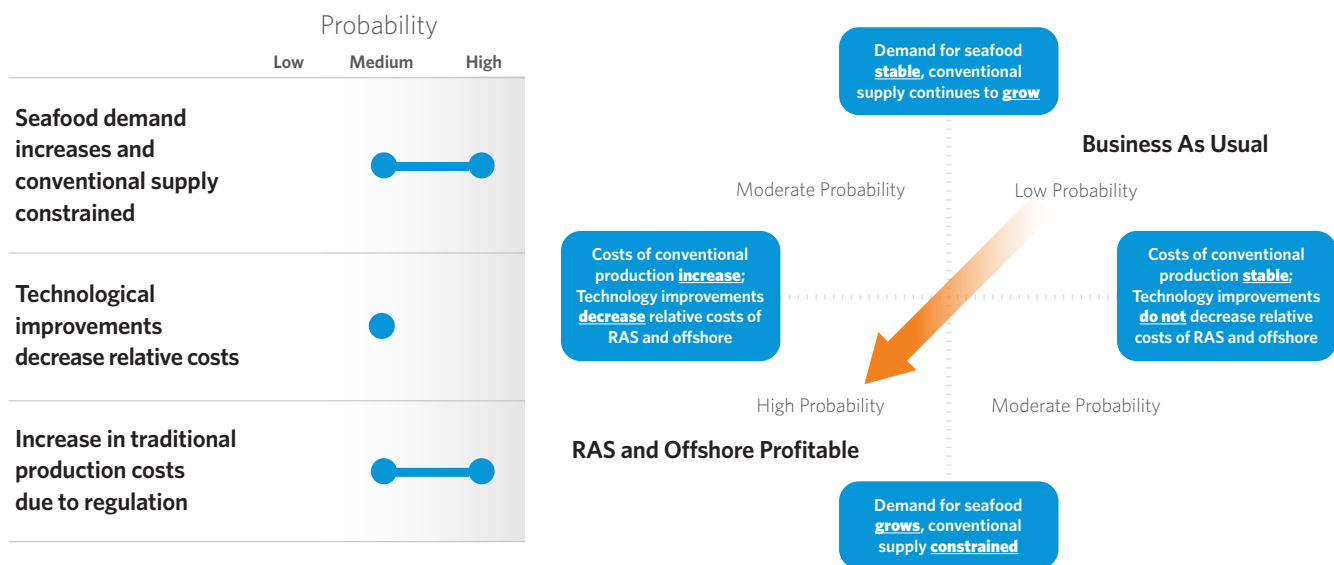 Probability
Low Medium High
Seafood demand
increases and
conventional supply
constrained
Technological
improvements
decrease relative costs
Increase in traditional
production costs
due to regulation
Demand for seafood
stable, conventional
supply continues to grow
Business As Usual
Moderate Probability
Low Probability
Costs of conventional
production increase;
Technology improvements
decrease relative costs of
RAS and offshore
Costs of conventional
production stable;
Technology improvements
do not decrease relative
costs of RAS and offshore
High Probability
Moderate Probability
RAS and Offshore Profitable
Demand for seafood
grows, conventional
supply constrained